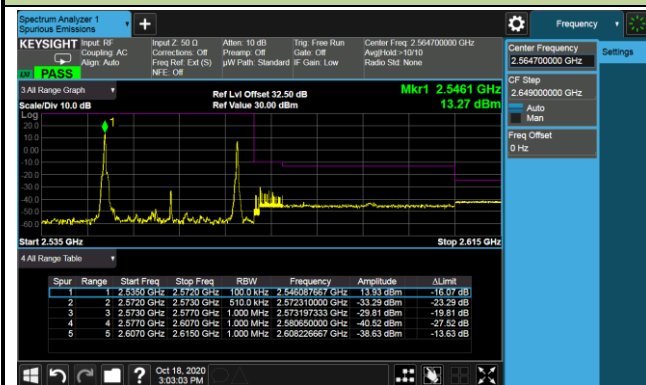 Spectrum Analyzer 1
Spurious Emissions
Frequency
KEYSIGHT
Input: RF
Coupling: AC
Align: Auto
Input Z: 50 Ω
Corrections: Off
Freq Ref: Ext (S)
NFE: Off
Atten: 10 dB
Preamp: Off
µW Path: Standard
Trig: Free Run
Gate: Off
IF Gain: Low
Center Freq: 2.564700000 GHz
Avg|Hold:>10/10
Radio Std: None
PASS
Center Frequency
2.564700000 GHz
Settings
CF Step
2.649000000 GHz
Auto
Man
Freq Offset
0 Hz
3 All Range Graph
Ref Lvl Offset 32.50 dB
Mkr1 2.5461 GHz
Scale/Div 10.0 dB
Ref Value 30.00 dBm
13.27 dBm
Log
20.0
10.0
0.00
-10.0
-20.0
-30.0
-40.0
-50.0
-60.0
1
Start 2.535 GHz
Stop 2.615 GHz
4 All Range Table
Spur Range Start Freq Stop Freq RBW Frequency Amplitude ΔLimit
1 1 2.5350 GHz 2.5720 GHz 100.0 kHz 2.546087667 GHz 13.93 dBm -16.07 dB
2 2 2.5720 GHz 2.5730 GHz 510.0 kHz 2.572310000 GHz -33.29 dBm -23.29 dB
3 3 2.5730 GHz 2.5770 GHz 1.000 MHz 2.573197333 GHz -29.81 dBm -19.81 dB
4 4 2.5770 GHz 2.6070 GHz 1.000 MHz 2.580650000 GHz -40.52 dBm -27.52 dB
5 5 2.6070 GHz 2.6150 GHz 1.000 MHz 2.608226667 GHz -38.63 dBm -13.63 dB
Oct 18, 2020
3:03:03 PM